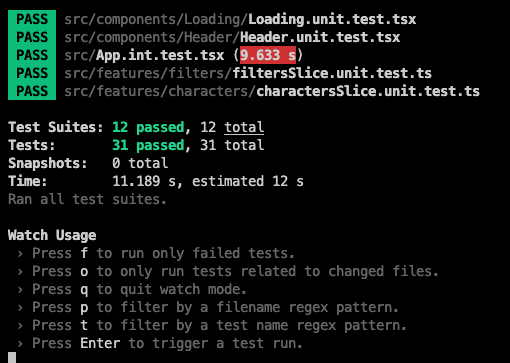 PASS src/components/Loading/Loading.unit.test.tsx
PASS src/components/Header/Header.unit.test.tsx
PASS src/App.int.test.tsx (9.633 s)
PASS src/features/filters/filtersSlice.unit.test.ts
PASS src/features/characters/charactersSlice.unit.test.ts
Test Suites: 12 passed, 12 total
Tests: 31 passed, 31 total
Snapshots: 0 total
Time: 11.189 s, estimated 12 s
Ran all test suites.
Watch Usage
› Press f to run only failed tests.
› Press o to only run tests related to changed files.
› Press q to quit watch mode.
› Press p to filter by a filename regex pattern.
› Press t to filter by a test name regex pattern.
› Press Enter to trigger a test run.